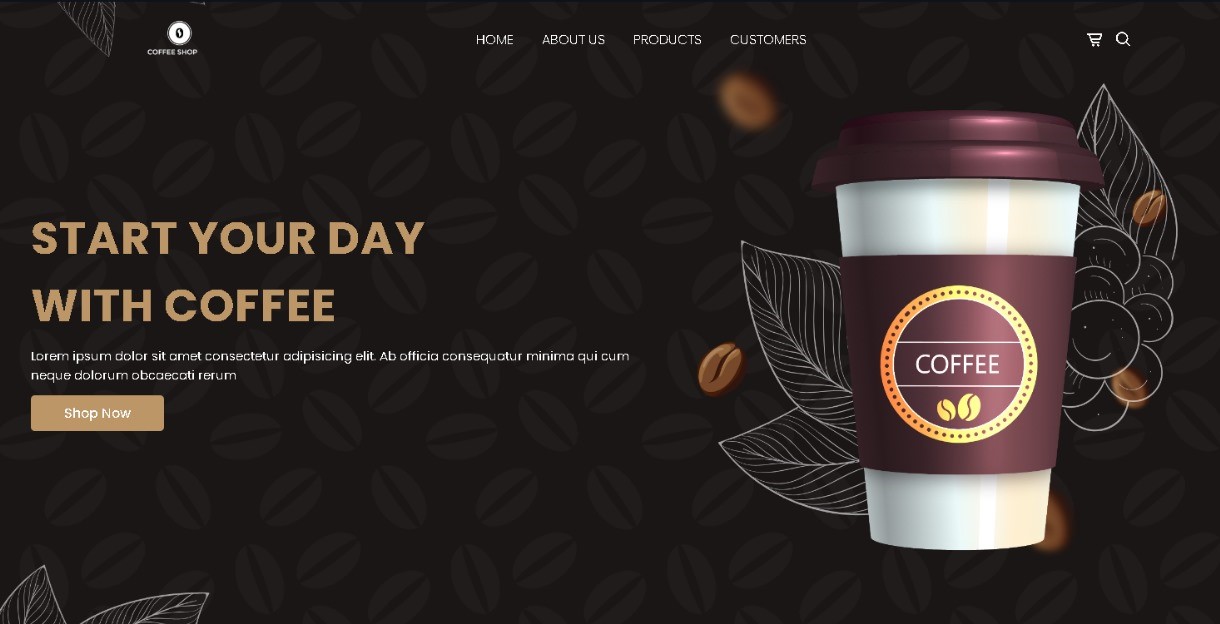 COFFEE SHOP
HOME ABOUT US PRODUCTS CUSTOMERS
START YOUR DAY
WITH COFFEE
Lorem ipsum dolor sit amet consectetur adipisicing elit. Ab officia consequatur minima qui cum
neque dolorum obcaecati rerum
Shop Now
COFFEE